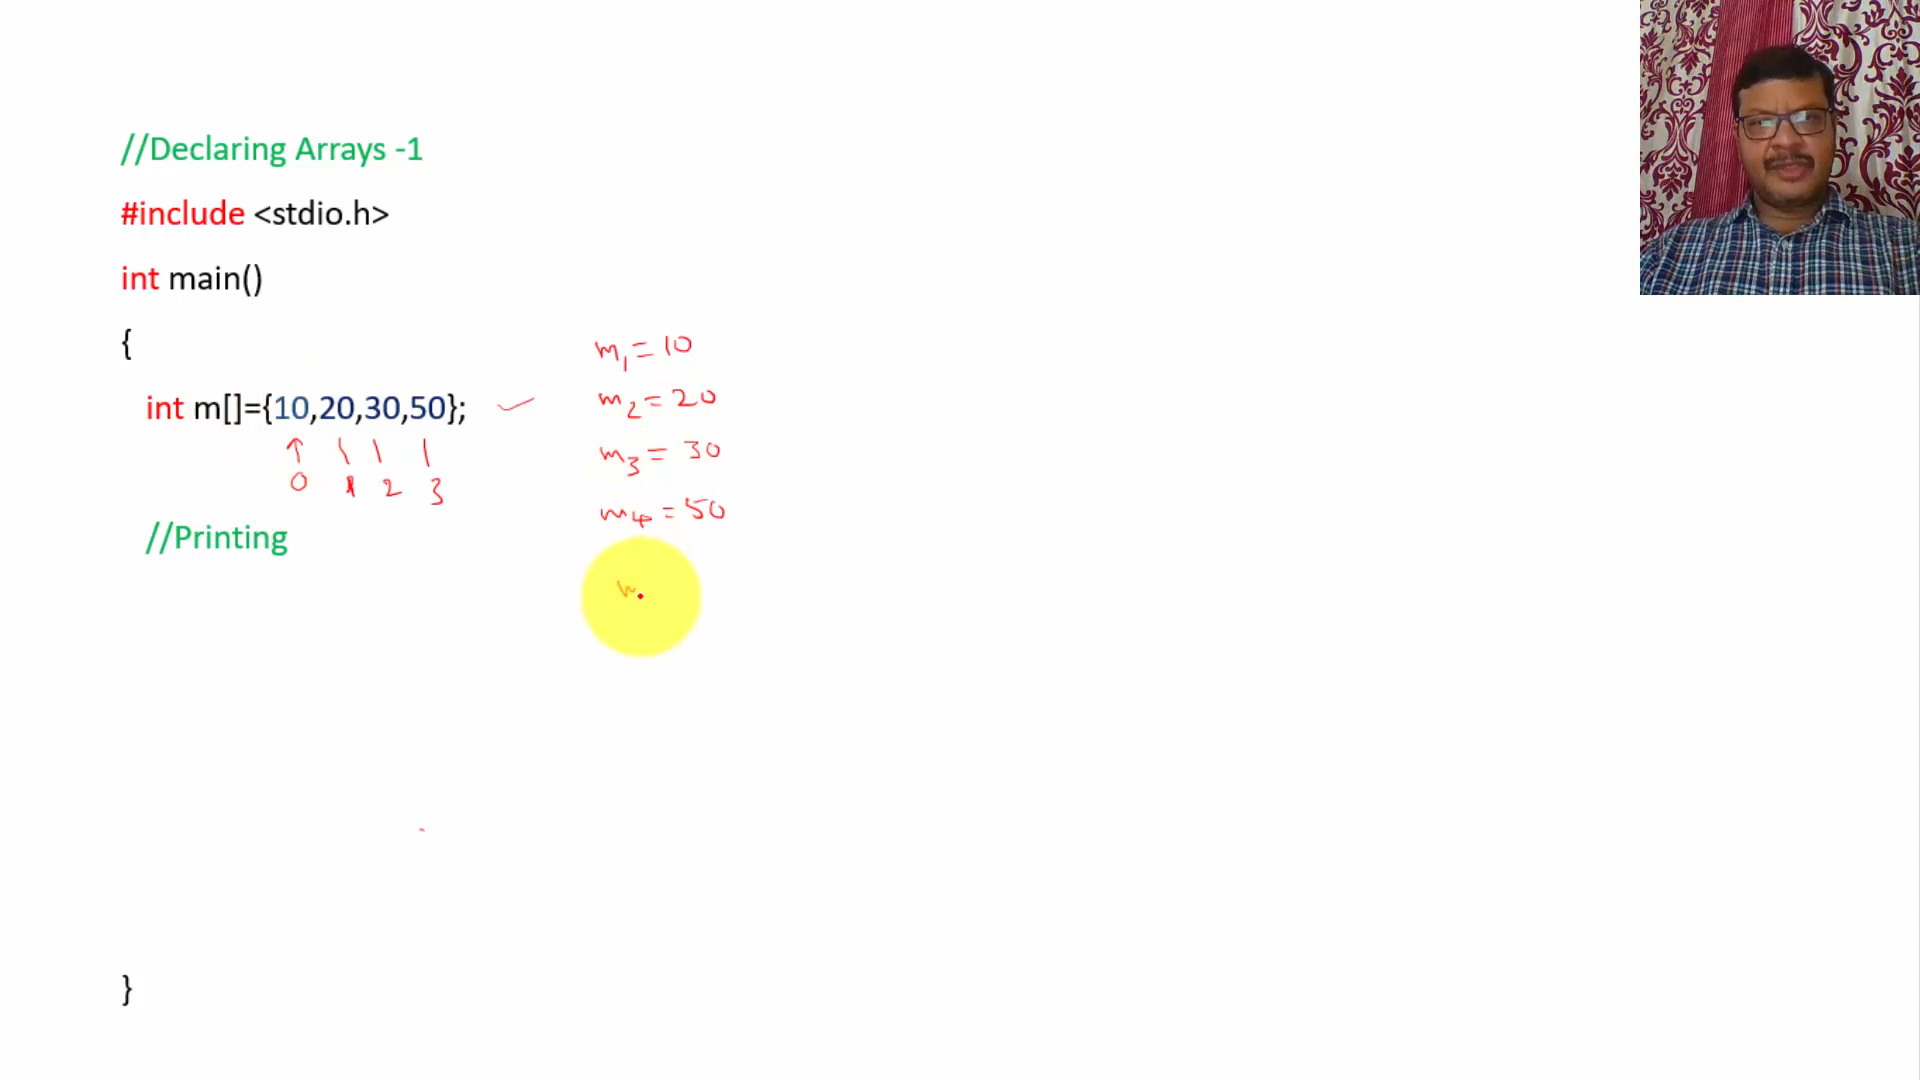 //Declaring Arrays -1
#include <stdio.h>
int main()
{
int m[]={10,20,30,50};
0 1 2 3
//Printing
}
m1 = 10
m2 = 20
m3 = 30
m4 = 50